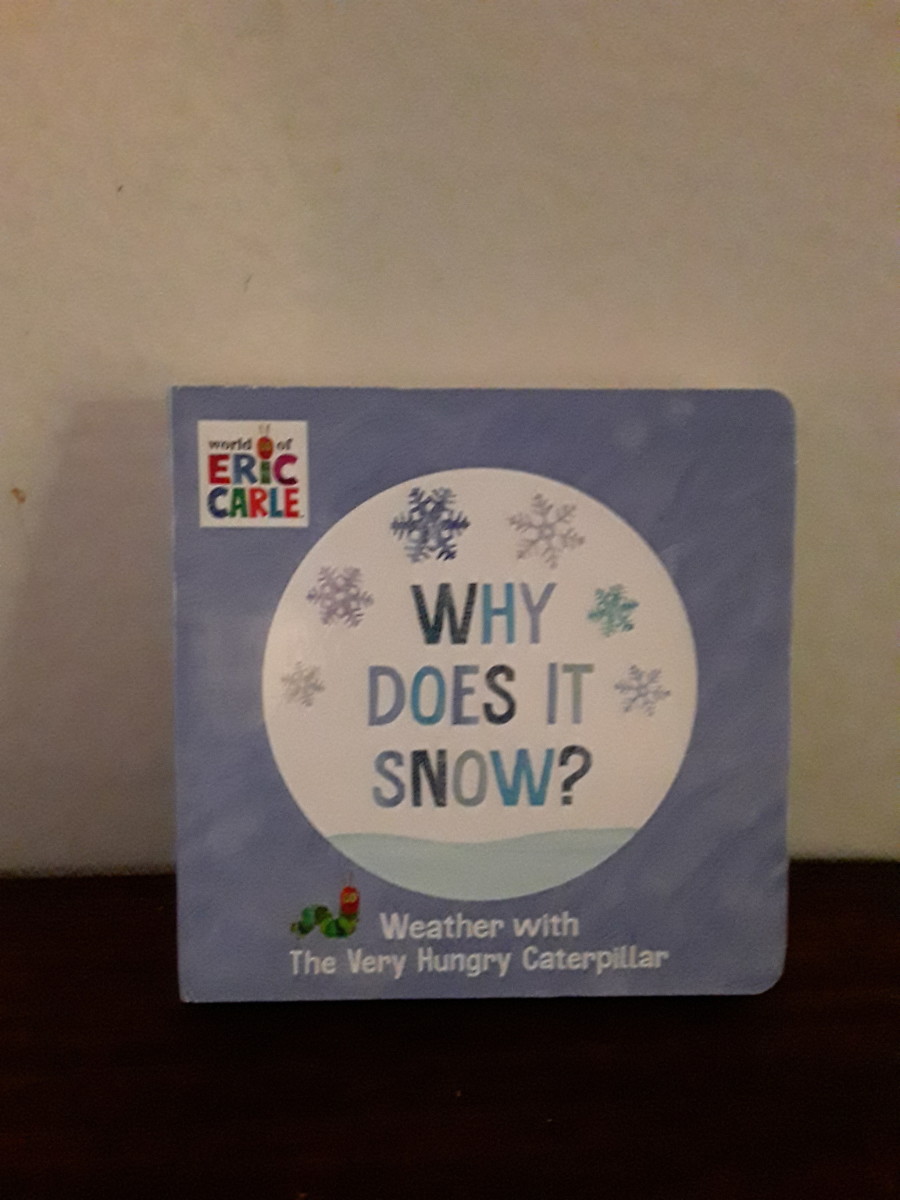 world of
ERIC
CARLE
WHY
DOES IT
SNOW?
Weather with
The Very Hungry Caterpillar